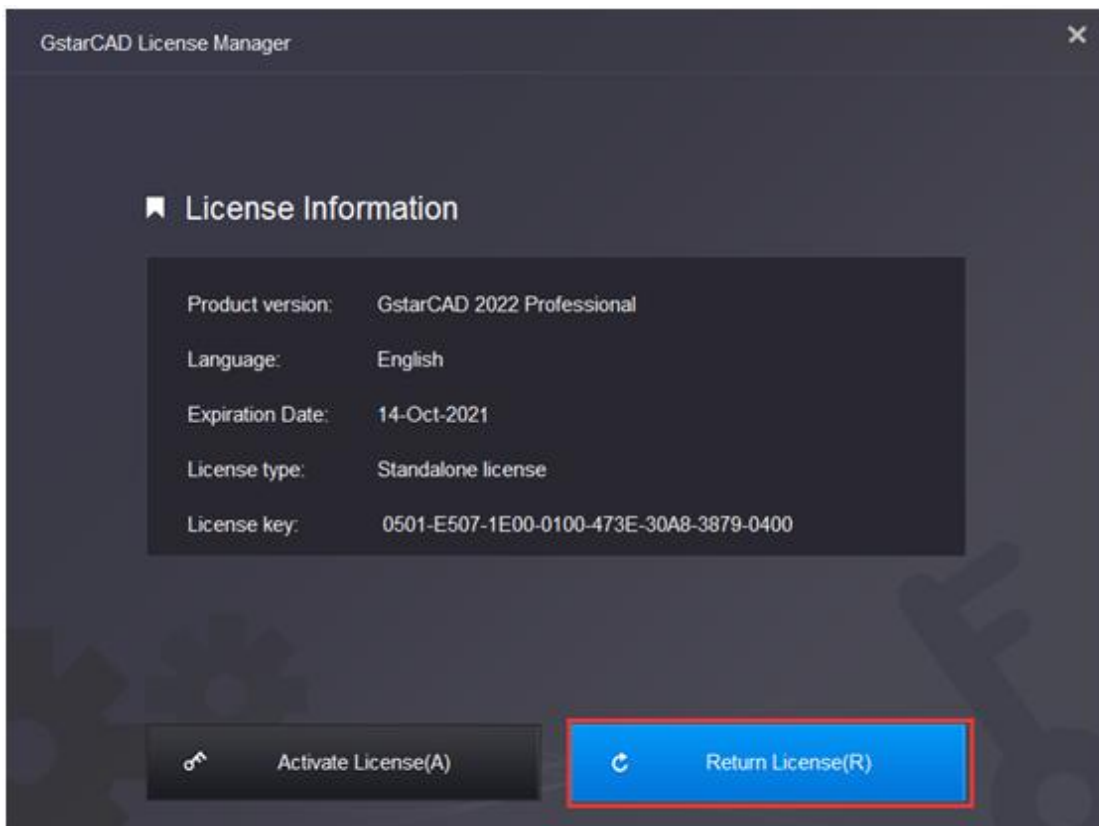 GstarCAD License Manager
License Information
Product version: GstarCAD 2022 Professional
Language: English
Expiration Date: 14-Oct-2021
License type: Standalone license
License key: 0501-E507-1E00-0100-473E-30A8-3879-0400
Activate License(A) Return License(R)